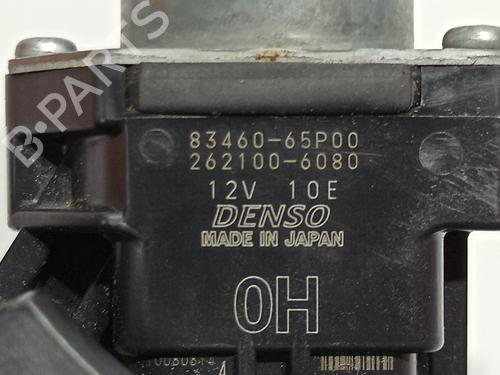 B-PARTS
83460-65P00
262100-6080
12V 10E
DENSO
MADE IN JAPAN
0H